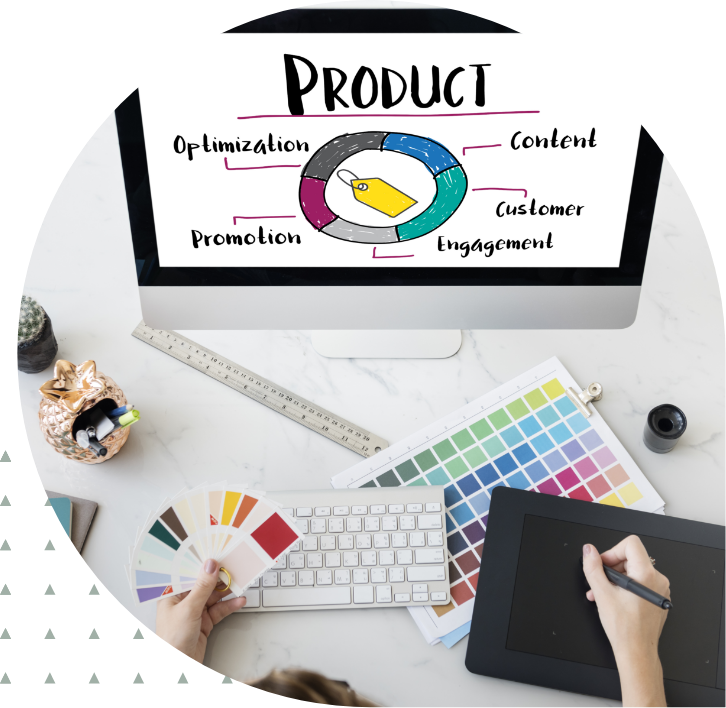 PRODUCT
Optimization
Content
Customer
Promotion
Engagement